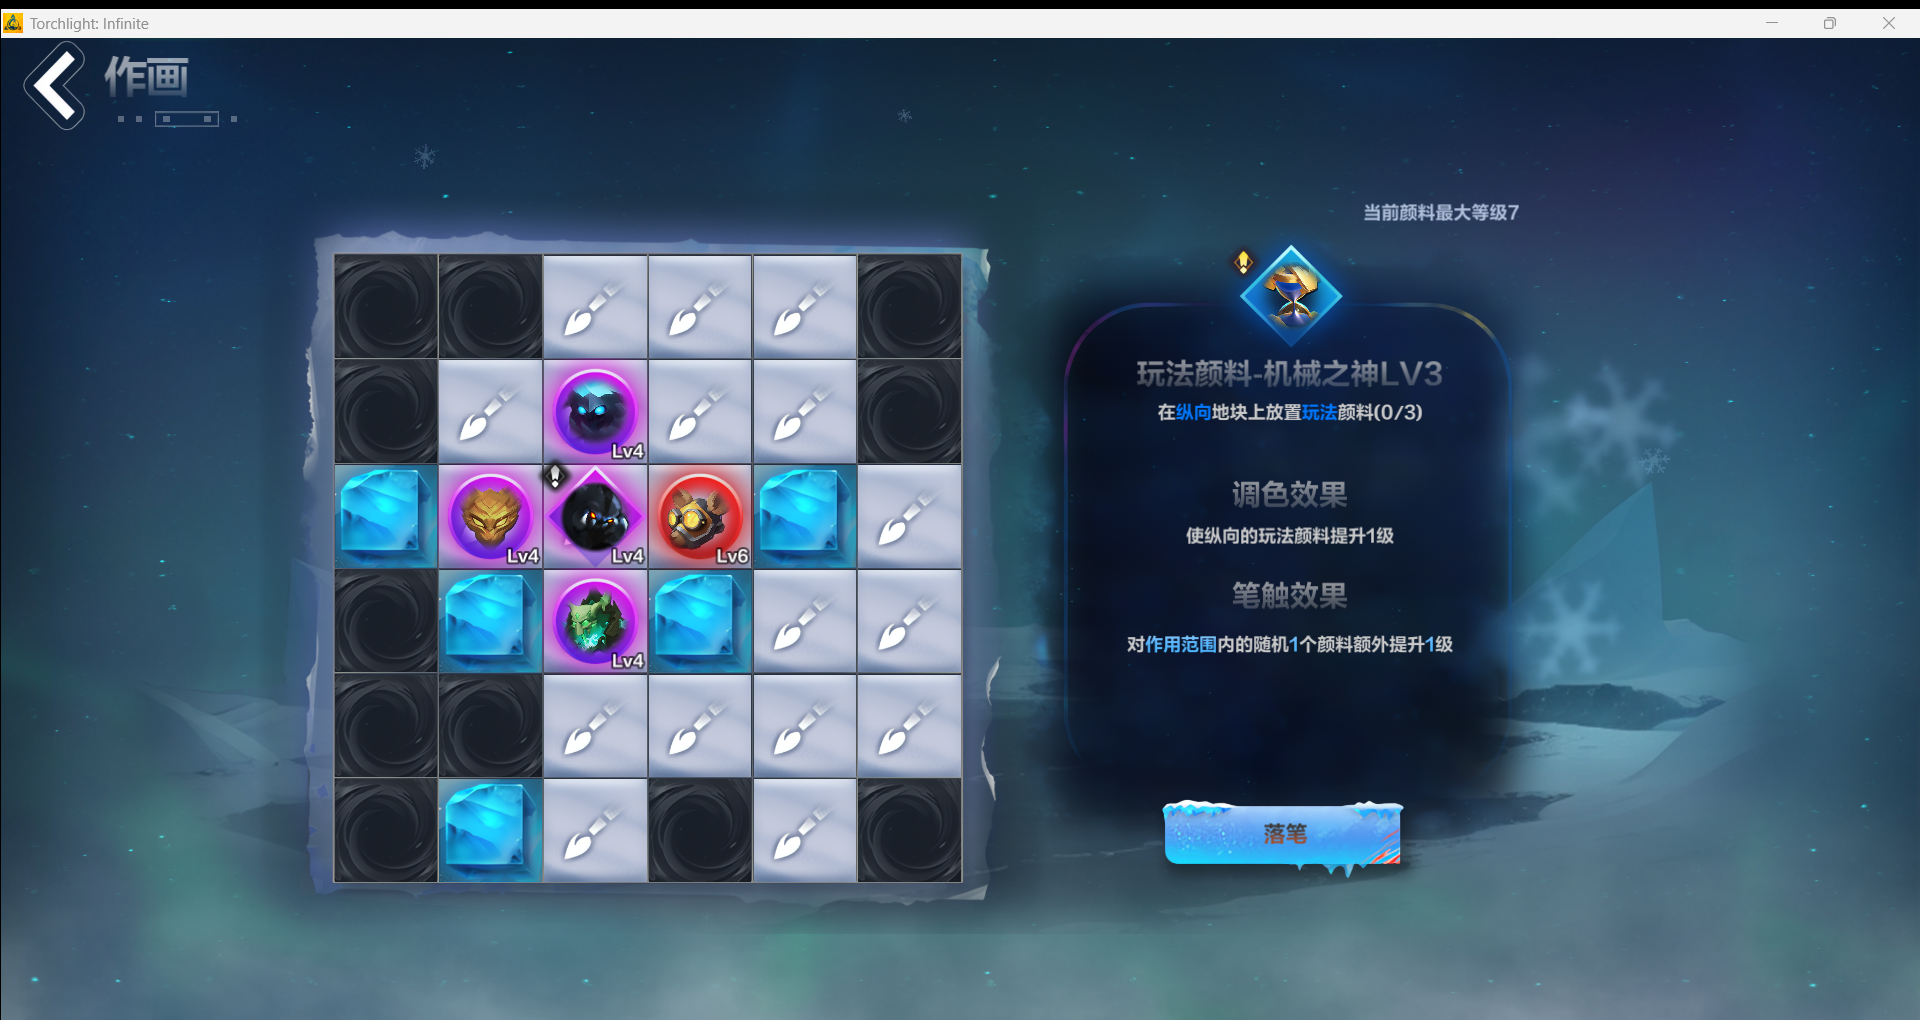 Torchlight: Infinite
作画
当前颜料最大等级7
玩法颜料-机械之神LV3
在纵向地块上放置玩法颜料(0/3)
调色效果
使纵向的玩法颜料提升1级
笔触效果
对作用范围内的随机1个颜料额外提升1级
落笔
Lv4
Lv4
Lv4
Lv6
Lv4